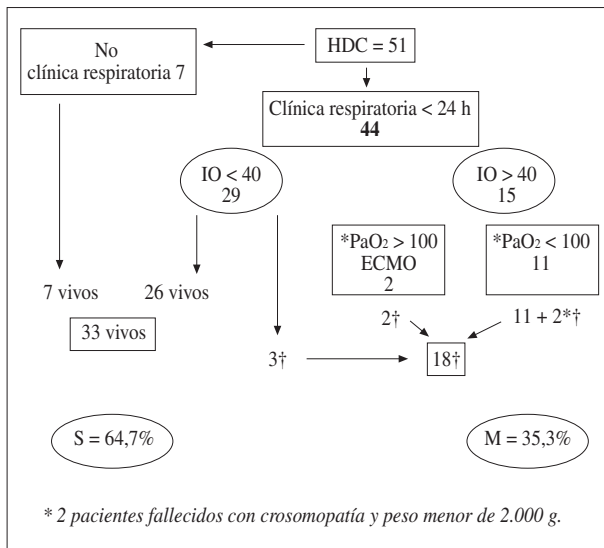 No
clínica respiratoria 7
HDC = 51
Clínica respiratoria < 24 h
44
IO < 40
29
IO > 40
15
*PaO2 > 100
ECMO
2
*PaO2 < 100
11
7 vivos
26 vivos
33 vivos
2†
11 + 2*†
3†
18†
S = 64,7%
M = 35,3%
* 2 pacientes fallecidos con crosomopatía y peso menor de 2.000 g.